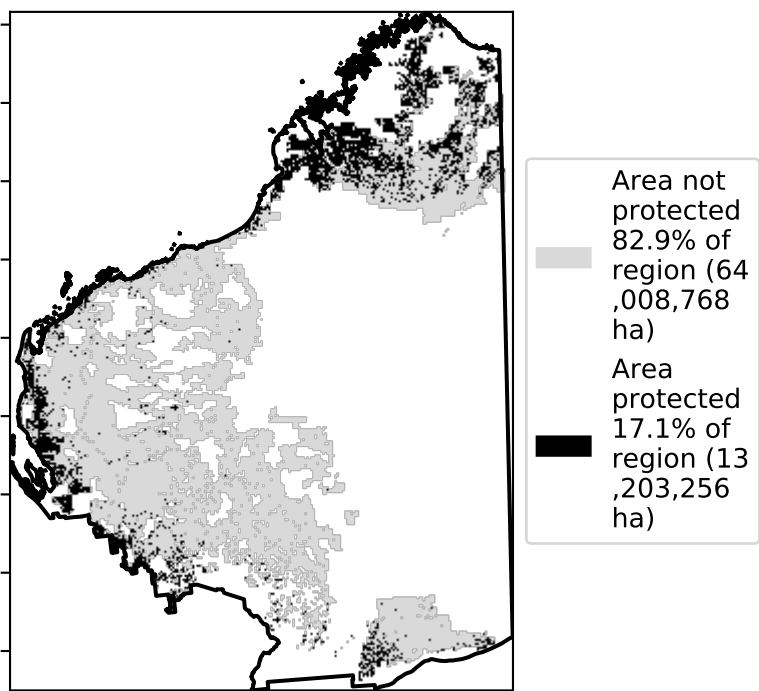 Area not
protected
82.9% of
region (64
,008,768
ha)
Area
protected
17.1% of
region (13
,203,256
ha)